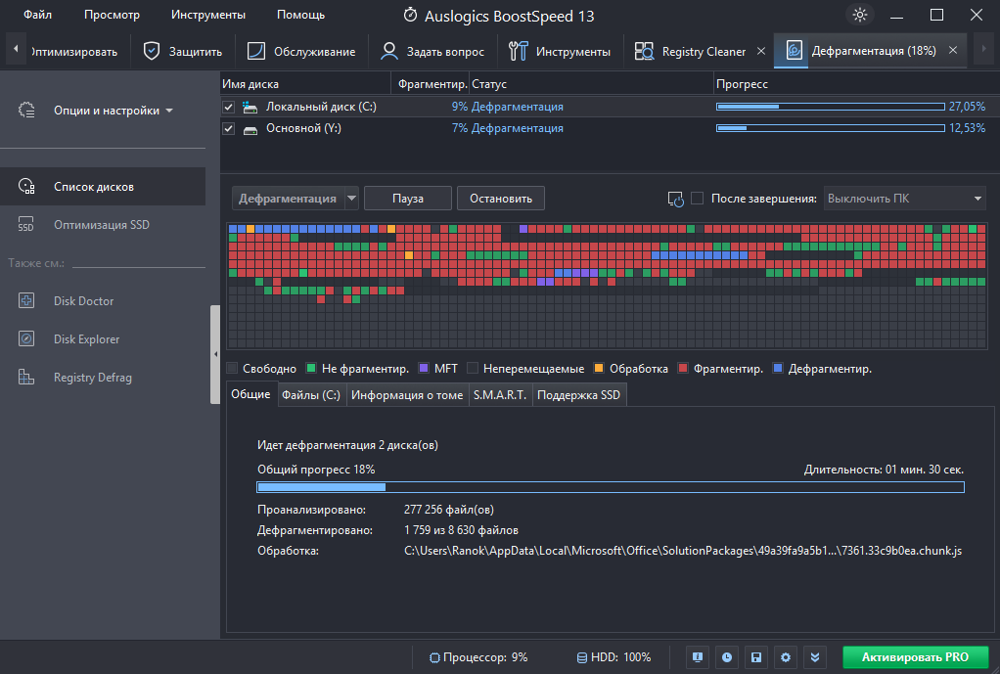 Файл Просмотр Инструменты Помощь Auslogics BoostSpeed 13
Оптимизировать Защитить Обслуживание Задать вопрос Инструменты Registry Cleaner Дефрагментация (18%)
Опции и настройки
Список дисков
SSD Оптимизация SSD
Также см.:
Disk Doctor
Disk Explorer
Registry Defrag
Имя диска Фрагментир. Статус Прогресс
Локальный диск (C:) 9% Дефрагментация 27,05%
Основной (Y:) 7% Дефрагментация 12,53%
Дефрагментация Пауза Остановить После завершения: Выключить ПК
Свободно Не фрагментир. MFT Неперемещаемые Обработка Фрагментир. Дефрагментир.
Общие Файлы (C:) Информация о томе S.M.A.R.T. Поддержка SSD
Идет дефрагментация 2 диска(ов)
Общий прогресс 18% Длительность: 01 мин. 30 сек.
Проанализировано: 277 256 файл(ов)
Дефрагментировано: 1 759 из 8 630 файлов
Обработка: C:\Users\Ranok\AppData\Local\Microsoft\Office\SolutionPackages\49a39fa9a5b1...\7361.33c9b0ea.chunk.js
Процессор: 9% HDD: 100% Активировать PRO